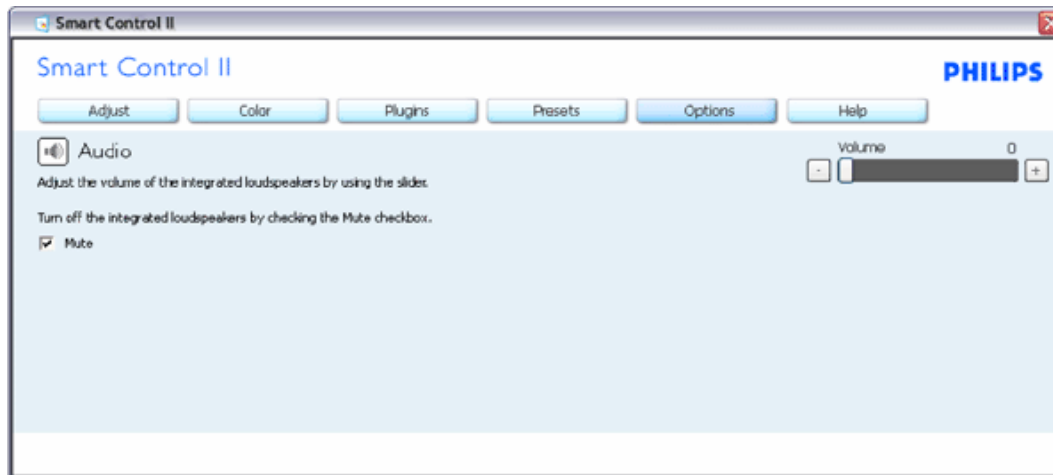 Smart Control II
Smart Control II
PHILIPS
Adjust Color Plugins Presets Options Help
Audio
Volume 0
- +
Adjust the volume of the integrated loudspeakers by using the slider.
Turn off the integrated loudspeakers by checking the Mute checkbox.
Mute